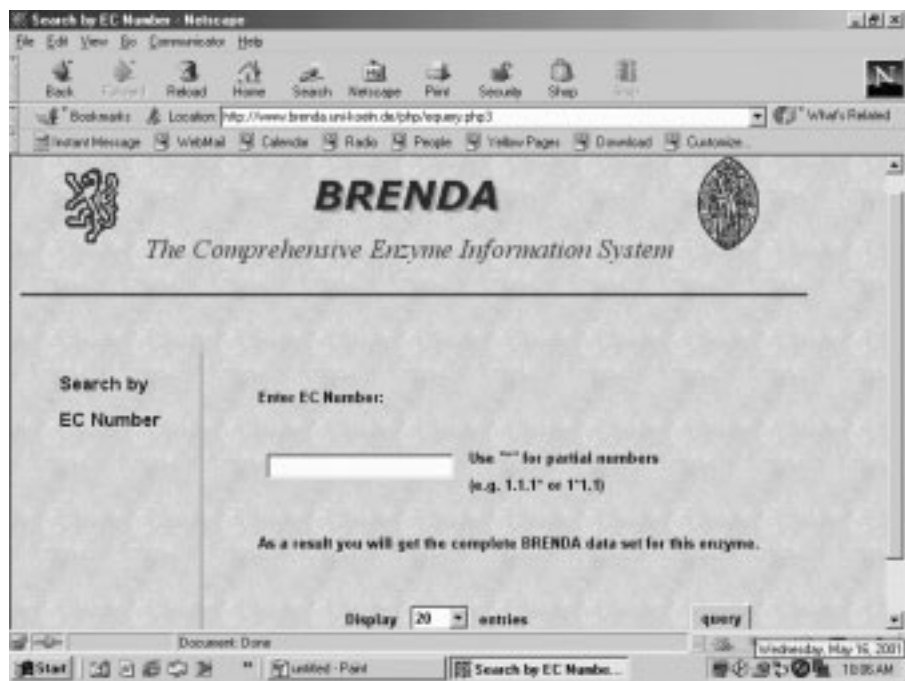 Search by EC Number - Netscape
File Edit View Go Communicator Help
Back Forward Reload Home Search Netscape Print Security Shop Stop
Bookmarks Location: http://www.brenda.uni-koeln.de/php/equery.php3 What's Related
Instant Message WebMail Calendar Radio People Yellow Pages Download Customize...
BRENDA
The Comprehensive Enzyme Information System
Search by
EC Number
Enter EC Number:
Use "*" for partial numbers
(e.g. 1.1.1* or 1*1.1)
As a result you will get the complete BRENDA data set for this enzyme.
Display 20 entries query
Document: Done
Wednesday, May 16, 2001
Start untitled - Paint Search by EC Numbe... 10:06 AM